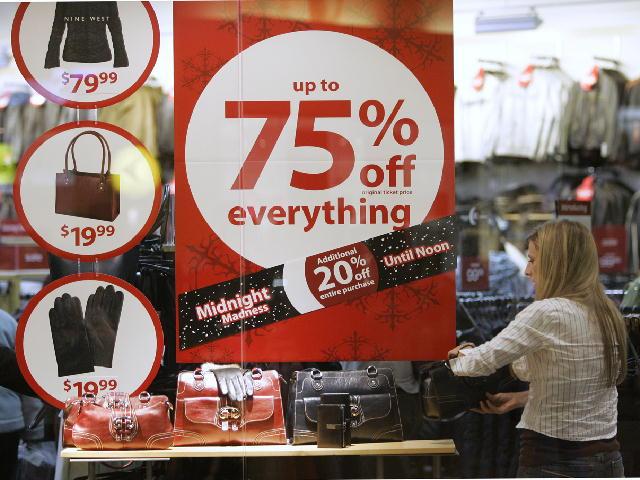 NINE WEST
$79.99
$19.99
$19.99
up to
75% off
original ticket price
everything
Midnight Madness
Additional
20% off
entire purchase
Until Noon